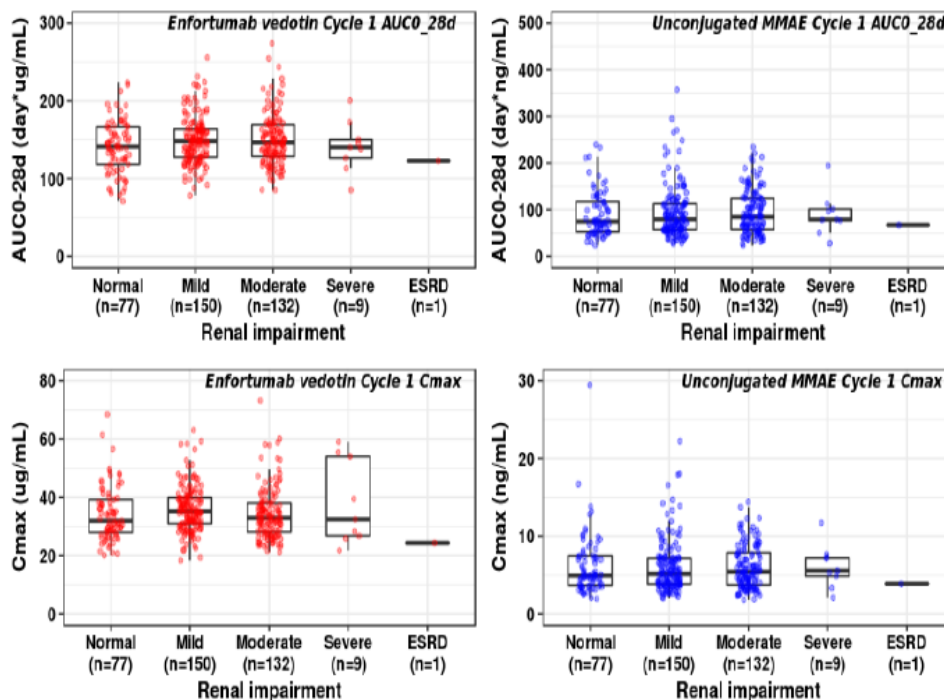 Enfortumab vedotin Cycle 1 AUC0_28d
AUC0-28d (day*ug/mL)
300
200
100
0
Normal Mild Moderate Severe ESRD
(n=77) (n=150) (n=132) (n=9) (n=1)
Renal impairment
Unconjugated MMAE Cycle 1 AUC0_28d
AUC0-28d (day*ng/mL)
500
400
300
200
100
0
Normal Mild Moderate Severe ESRD
(n=77) (n=150) (n=132) (n=9) (n=1)
Renal impairment
Enfortumab vedotin Cycle 1 Cmax
Cmax (ug/mL)
80
60
40
20
0
Normal Mild Moderate Severe ESRD
(n=77) (n=150) (n=132) (n=9) (n=1)
Renal impairment
Unconjugated MMAE Cycle 1 Cmax
Cmax (ng/mL)
30
20
10
0
Normal Mild Moderate Severe ESRD
(n=77) (n=150) (n=132) (n=9) (n=1)
Renal impairment